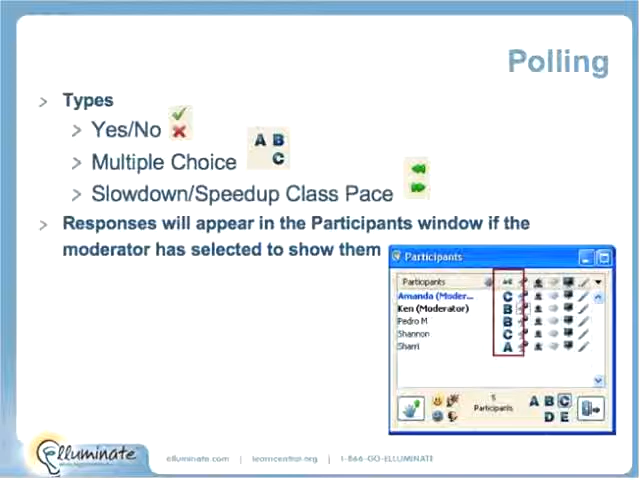 Polling
> Types
> Yes/No
A B
C
> Multiple Choice
> Slowdown/Speedup Class Pace
> Responses will appear in the Participants window if the
moderator has selected to show them
Participants
Participants
Amanda (Moder... C
Ken (Moderator) B
Pedro M B
Shannon C
Sharri A
5
Participants
A B C
D E
elluminate
elluminate.com | learncentral.org | 1-866-GO-ELLUMINATE